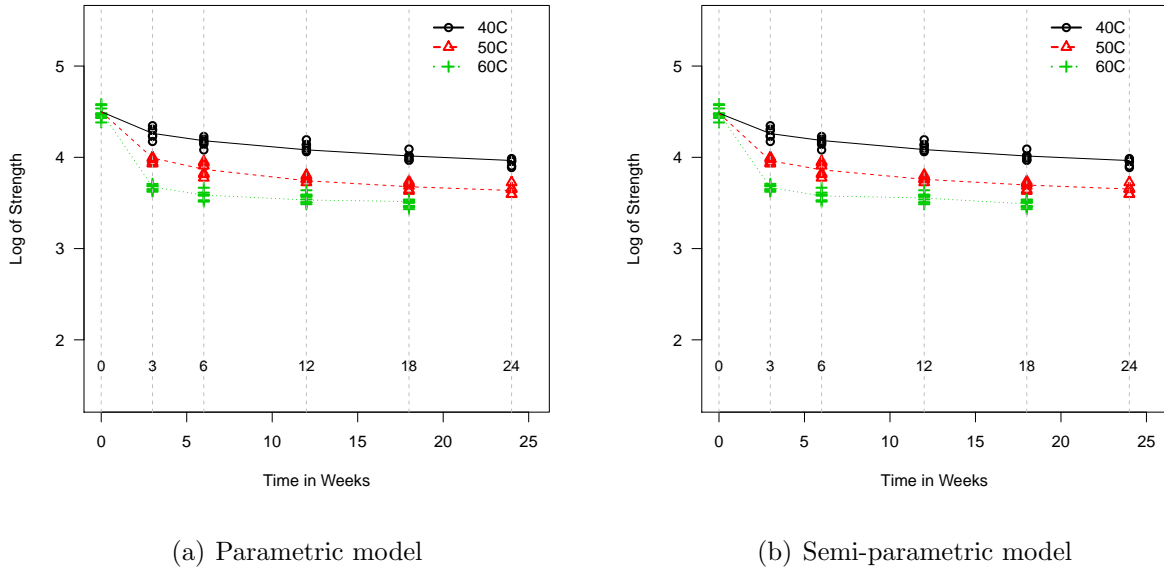 40C
50C
60C
5
4
3
2
Log of Strength
0 3 6 12 18 24
0 5 10 15 20 25
Time in Weeks
(a) Parametric model
40C
50C
60C
5
4
3
2
Log of Strength
0 3 6 12 18 24
0 5 10 15 20 25
Time in Weeks
(b) Semi-parametric model